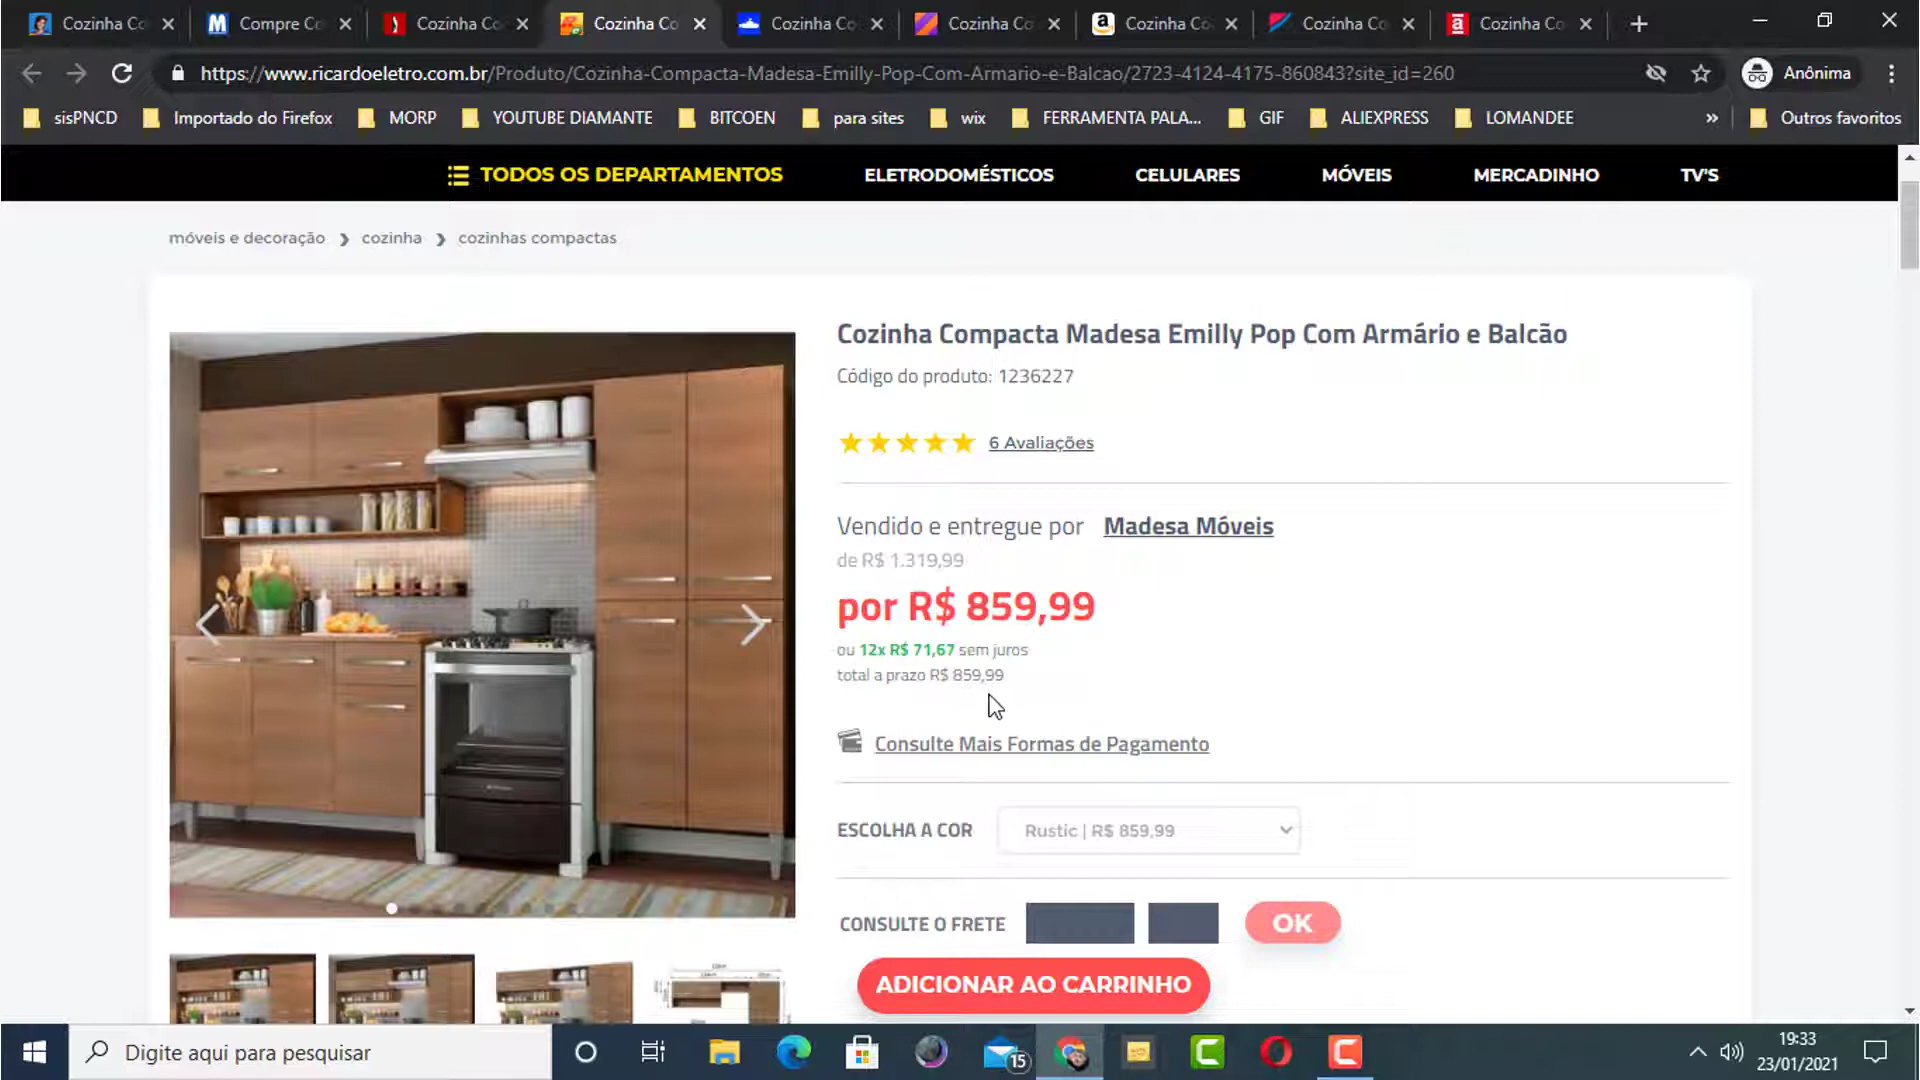 Cozinha Co
Compre Co
Cozinha Co
Cozinha Co
Cozinha Co
Cozinha Co
Cozinha Co
Cozinha Co
Cozinha Co
https://www.ricardoeletro.com.br/Produto/Cozinha-Compacta-Madesa-Emilly-Pop-Com-Armario-e-Balcao/2723-4124-4175-860843?site_id=260
Anônima
sisPNCD
Importado do Firefox
MORP
YOUTUBE DIAMANTE
BITCOEN
para sites
wix
FERRAMENTA PALA...
GIF
ALIEXPRESS
LOMANDEE
»
Outros favoritos
TODOS OS DEPARTAMENTOS
ELETRODOMÉSTICOS
CELULARES
MÓVEIS
MERCADINHO
TV'S
móveis e decoração
cozinha
cozinhas compactas
Cozinha Compacta Madesa Emilly Pop Com Armário e Balcão
Código do produto: 1236227
6 Avaliações
Vendido e entregue por Madesa Móveis
de R$ 1.319,99
por R$ 859,99
ou 12x R$ 71,67 sem juros
total a prazo R$ 859,99
Consulte Mais Formas de Pagamento
ESCOLHA A COR
Rustic | R$ 859,99
CONSULTE O FRETE
OK
ADICIONAR AO CARRINHO
Digite aqui para pesquisar
15
19:33
23/01/2021